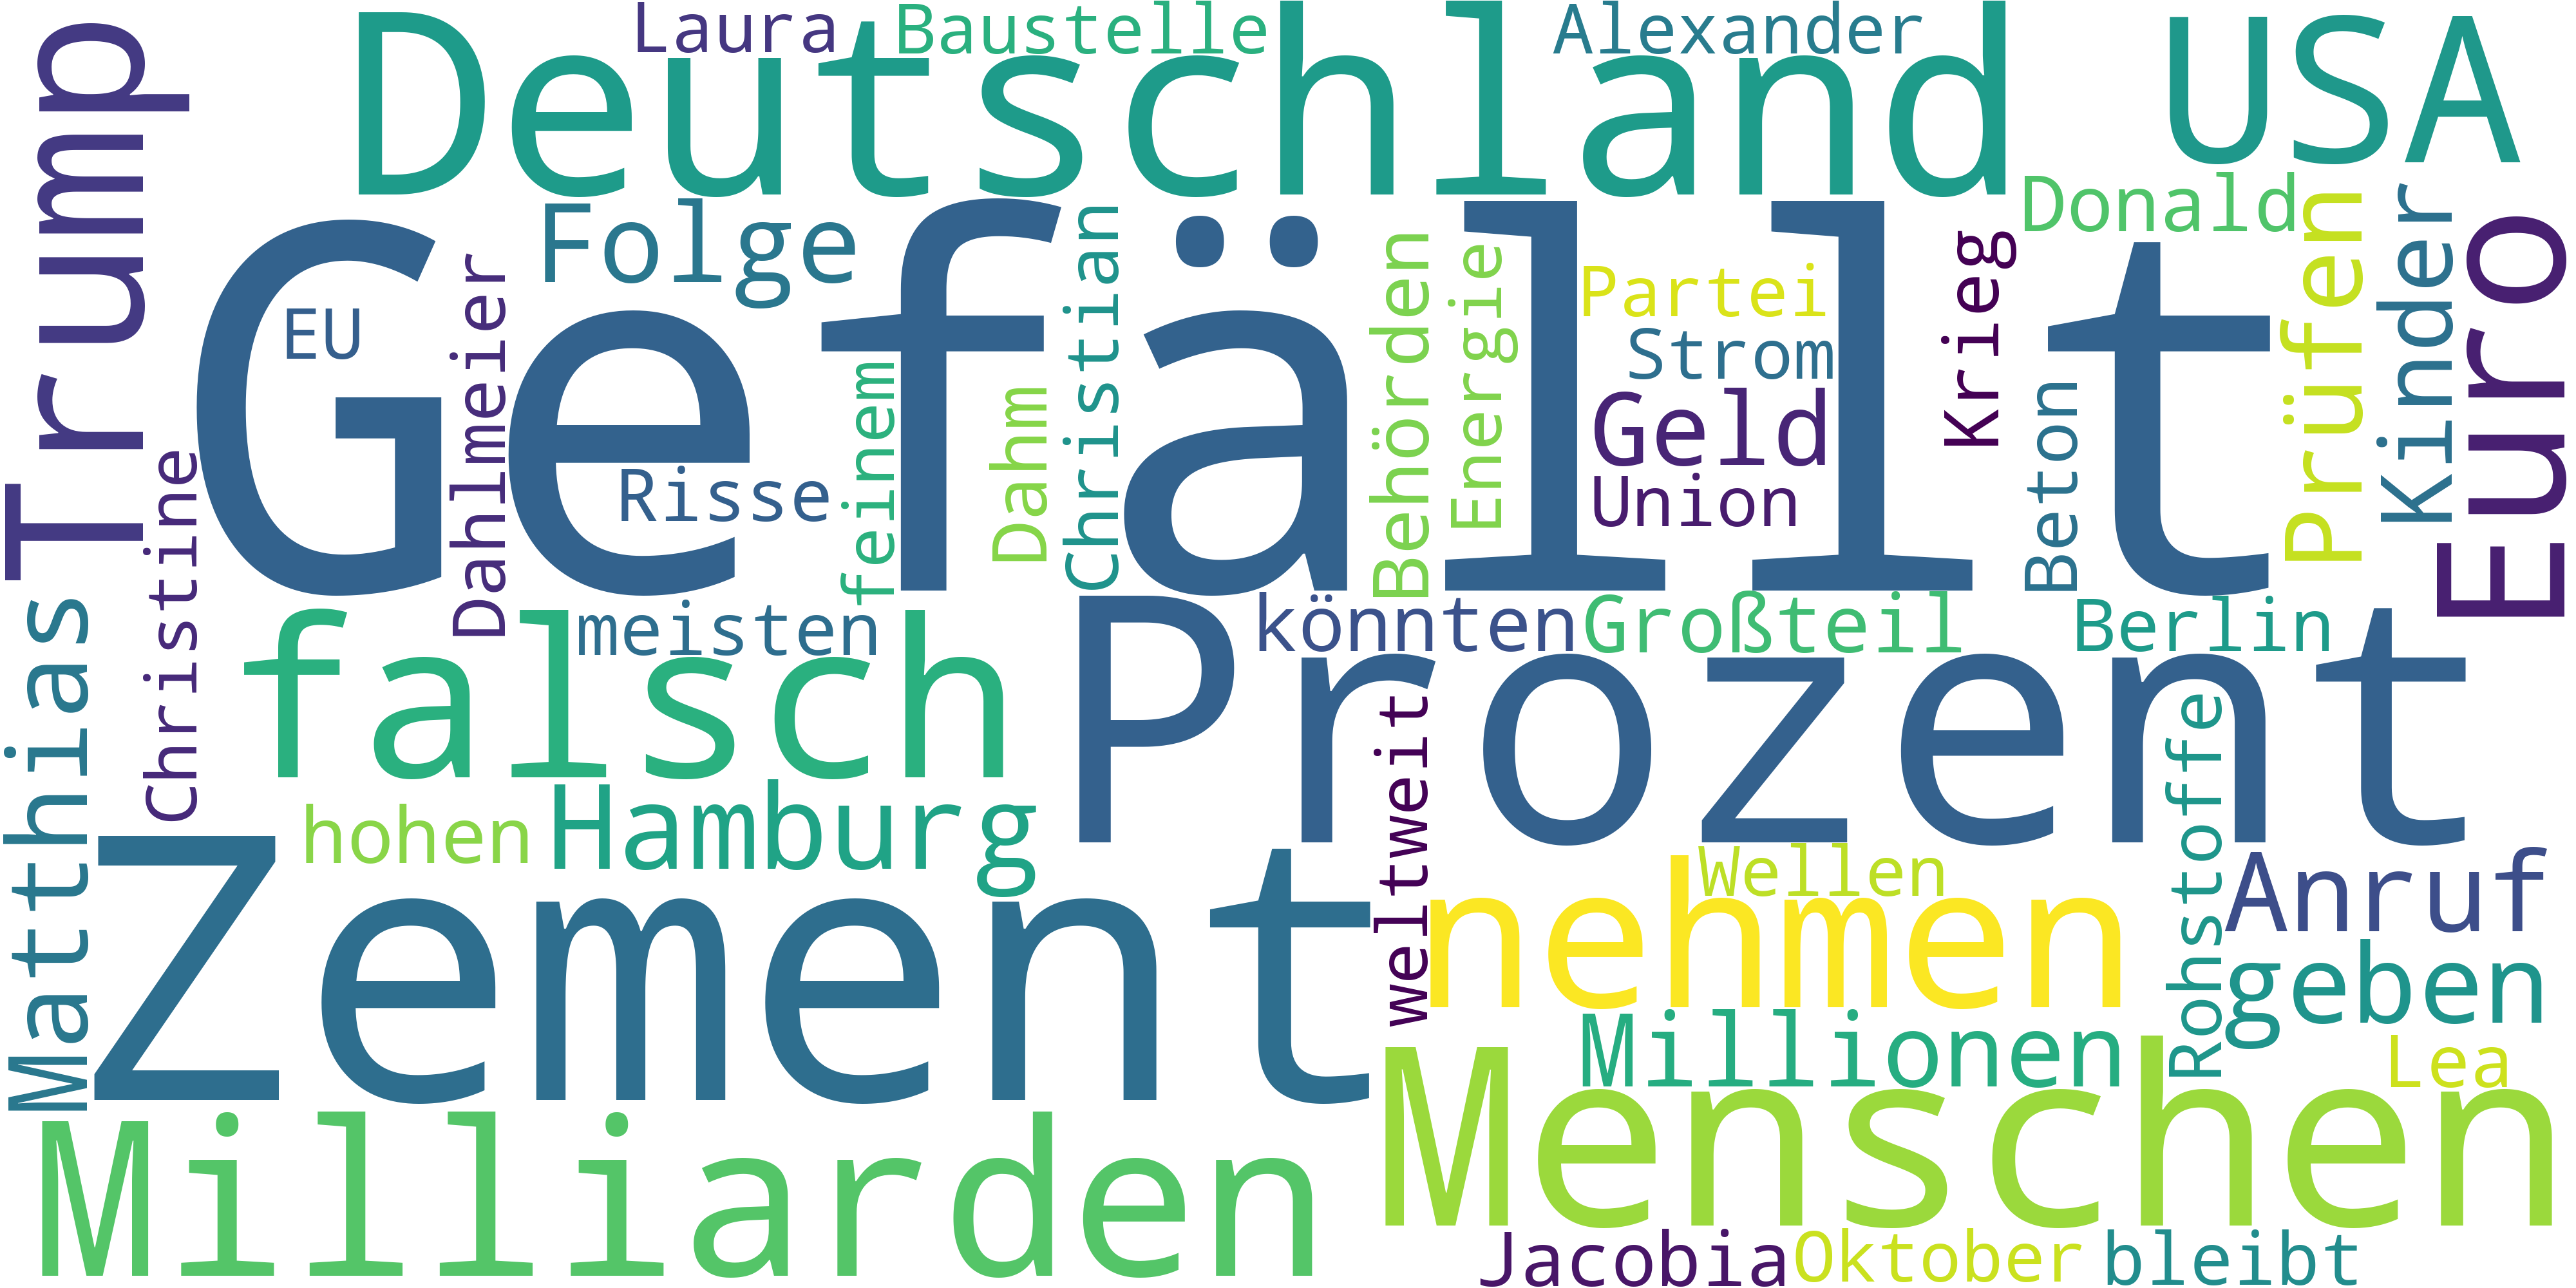 Laura
Baustelle
Alexander
Deutschland
USA
Trump
Donald
Folge
Prüfen
Kinder
Euro
Gefällt
EU
Dahlmeier
Risse
feinem
Dahm
Christian
Behörden
Energie
Partei
Strom
Geld
Union
Krieg
Beton
Christine
Matthias
falsch
meisten
Prozent
könnten
Großteil
Berlin
hohen
Hamburg
weltweit
Rohstoffe
Wellen
nehmen
Anruf
geben
Zement
Millionen
Lea
Menschen
Milliarden
Jacobia
Oktober
bleibt